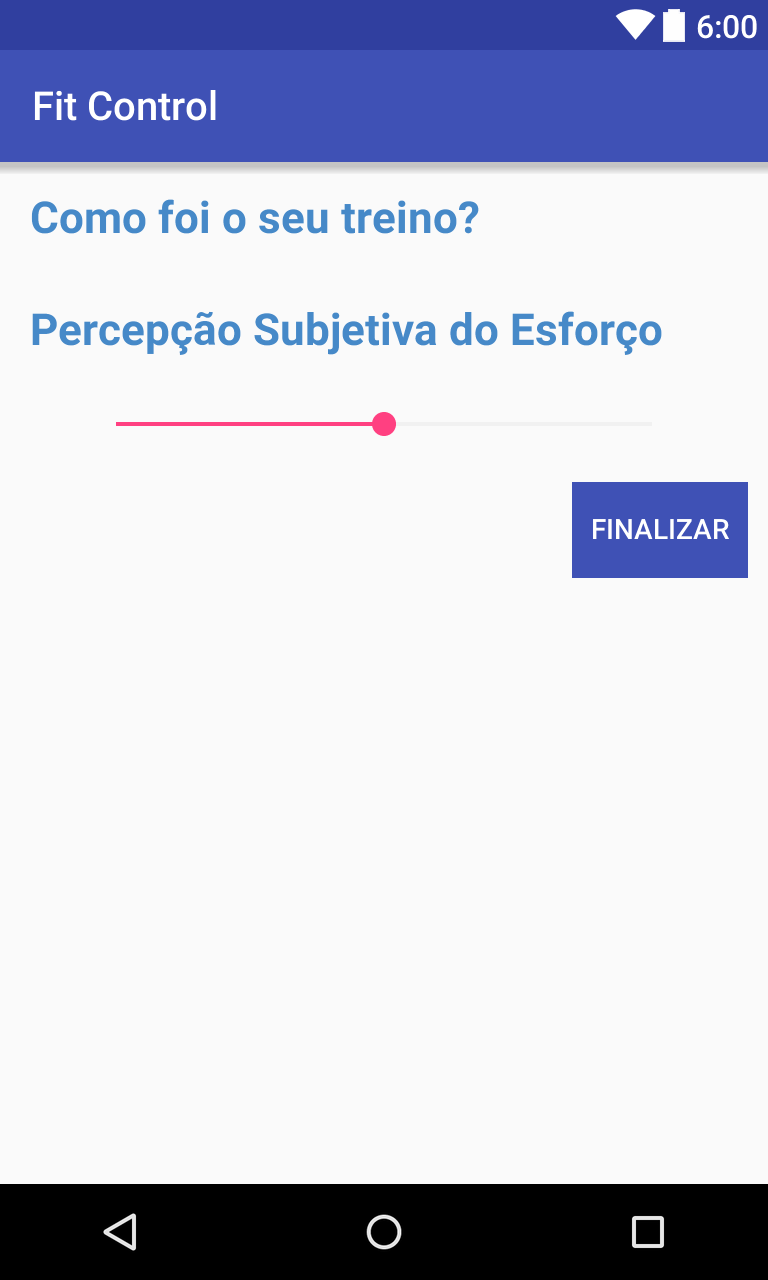 6:00
Fit Control
Como foi o seu treino?
Percepção Subjetiva do Esforço
FINALIZAR